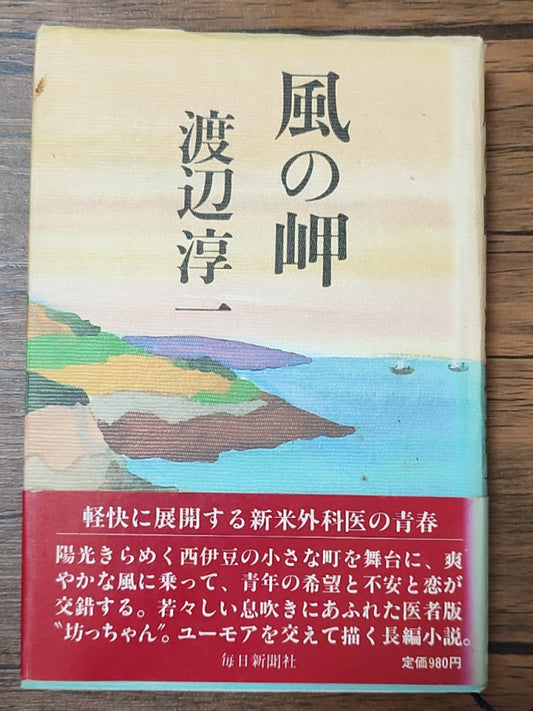 風の岬
渡辺淳一
軽快に展開する新米外科医の青春
陽光きらめく西伊豆の小さな町を舞台に、爽
やかな風に乗って、青年の希望と不安と恋が
交錯する。若々しい息吹きにあふれた医者版
〝坊っちゃん〟。ユーモアを交えて描く長編小説。
毎日新聞社
定価980円